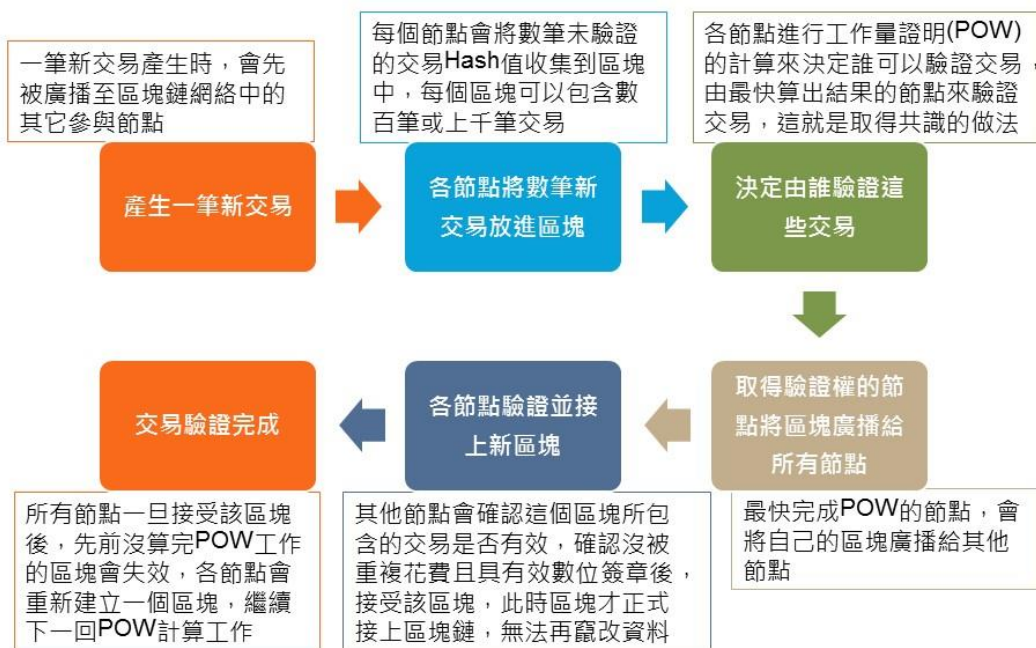 一筆新交易產生時，會先
被廣播至區塊鏈網絡中的
其它參與節點
產生一筆新交易
每個節點會將數筆未驗證
的交易Hash值收集到區塊
中，每個區塊可以包含數
百筆或上千筆交易
各節點將數筆新
交易放進區塊
各節點進行工作量證明(POW)
的計算來決定誰可以驗證交易，
由最快算出結果的節點來驗證
交易，這就是取得共識的做法
決定由誰驗證這
些交易
取得驗證權的節
點將區塊廣播給
所有節點
最快完成POW的節點，會
將自己的區塊廣播給其他
節點
各節點驗證並接
上新區塊
其他節點會確認這個區塊所包
含的交易是否有效，確認沒被
重複花費且具有效數位簽章後，
接受該區塊，此時區塊才正式
接上區塊鏈，無法再竄改資料
交易驗證完成
所有節點一旦接受該區塊
後，先前沒算完POW工作
的區塊會失效，各節點會
重新建立一個區塊，繼續
下一回POW計算工作